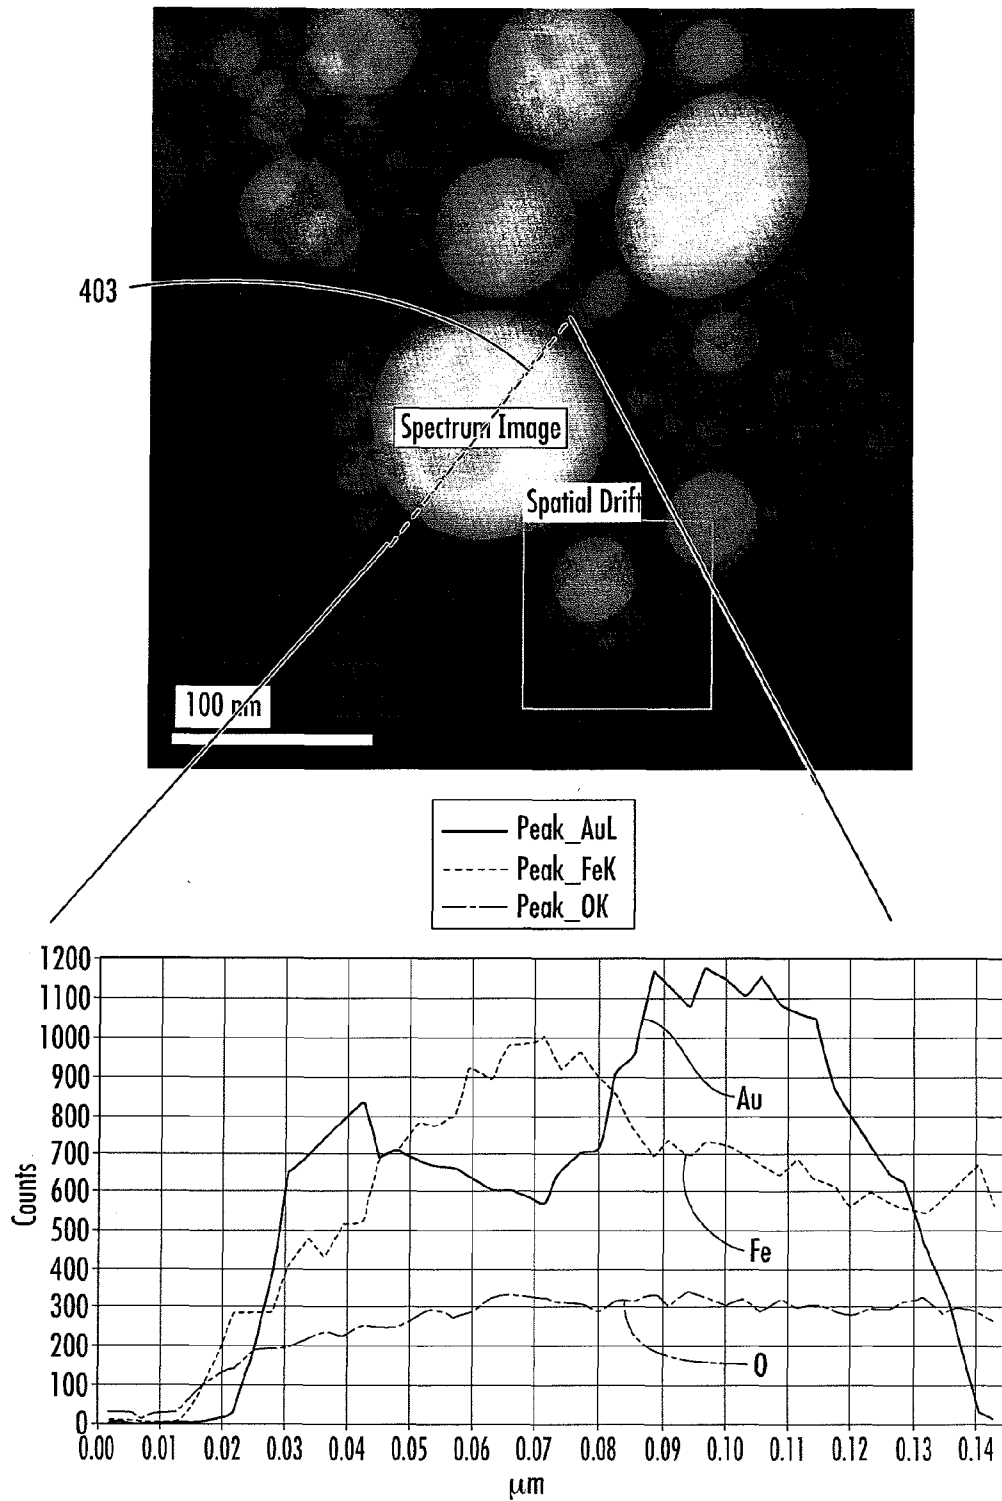 403
Spectrum Image
Spatial Drift
100 nm
Peak_AuL
Peak_FeK
Peak_OK
1200
1100
1000
900
800
700
600
500
400
300
200
100
0
Counts
Au
Fe
O
0.00 0.01 0.02 0.03 0.04 0.05 0.06 0.07 0.08 0.09 0.10 0.11 0.12 0.13 0.14
μm